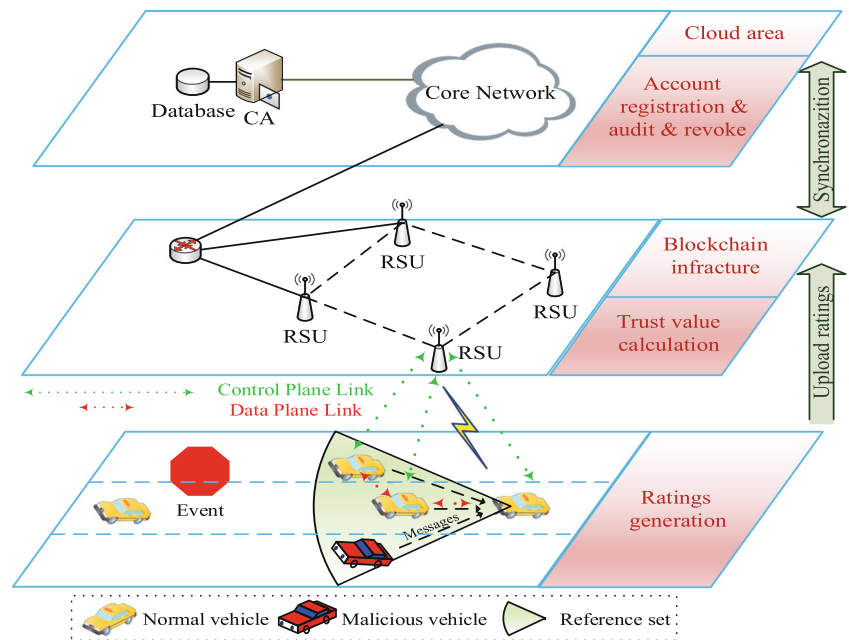 Cloud area
Database
CA
Core Network
Account
registration &
audit & revoke
Synchronazition
RSU
RSU
RSU
RSU
Blockchain
infracture
Trust value
calculation
Upload ratings
Control Plane Link
Data Plane Link
Event
Messages
Ratings
generation
Normal vehicle
Malicious vehicle
Reference set